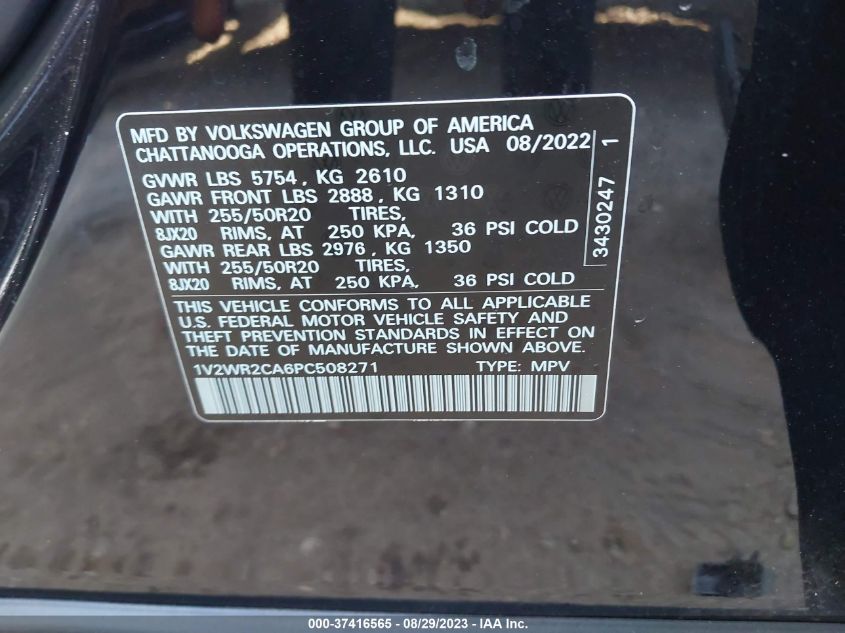 MFD BY VOLKSWAGEN GROUP OF AMERICA
CHATTANOOGA OPERATIONS, LLC. USA 08/2022
GVWR LBS 5754, KG 2610
GAWR FRONT LBS 2888, KG 1310
WITH 255/50R20 TIRES,
8JX20 RIMS, AT 250 KPA, 36 PSI COLD
GAWR REAR LBS 2976, KG 1350
WITH 255/50R20 TIRES,
8JX20 RIMS, AT 250 KPA, 36 PSI COLD
THIS VEHICLE CONFORMS TO ALL APPLICABLE
U.S. FEDERAL MOTOR VEHICLE SAFETY AND
THEFT PREVENTION STANDARDS IN EFFECT ON
THE DATE OF MANUFACTURE SHOWN ABOVE.
1V2WR2CA6PC508271 TYPE: MPV
3430247 1
000-37416565 - 08/29/2023 - IAA Inc.